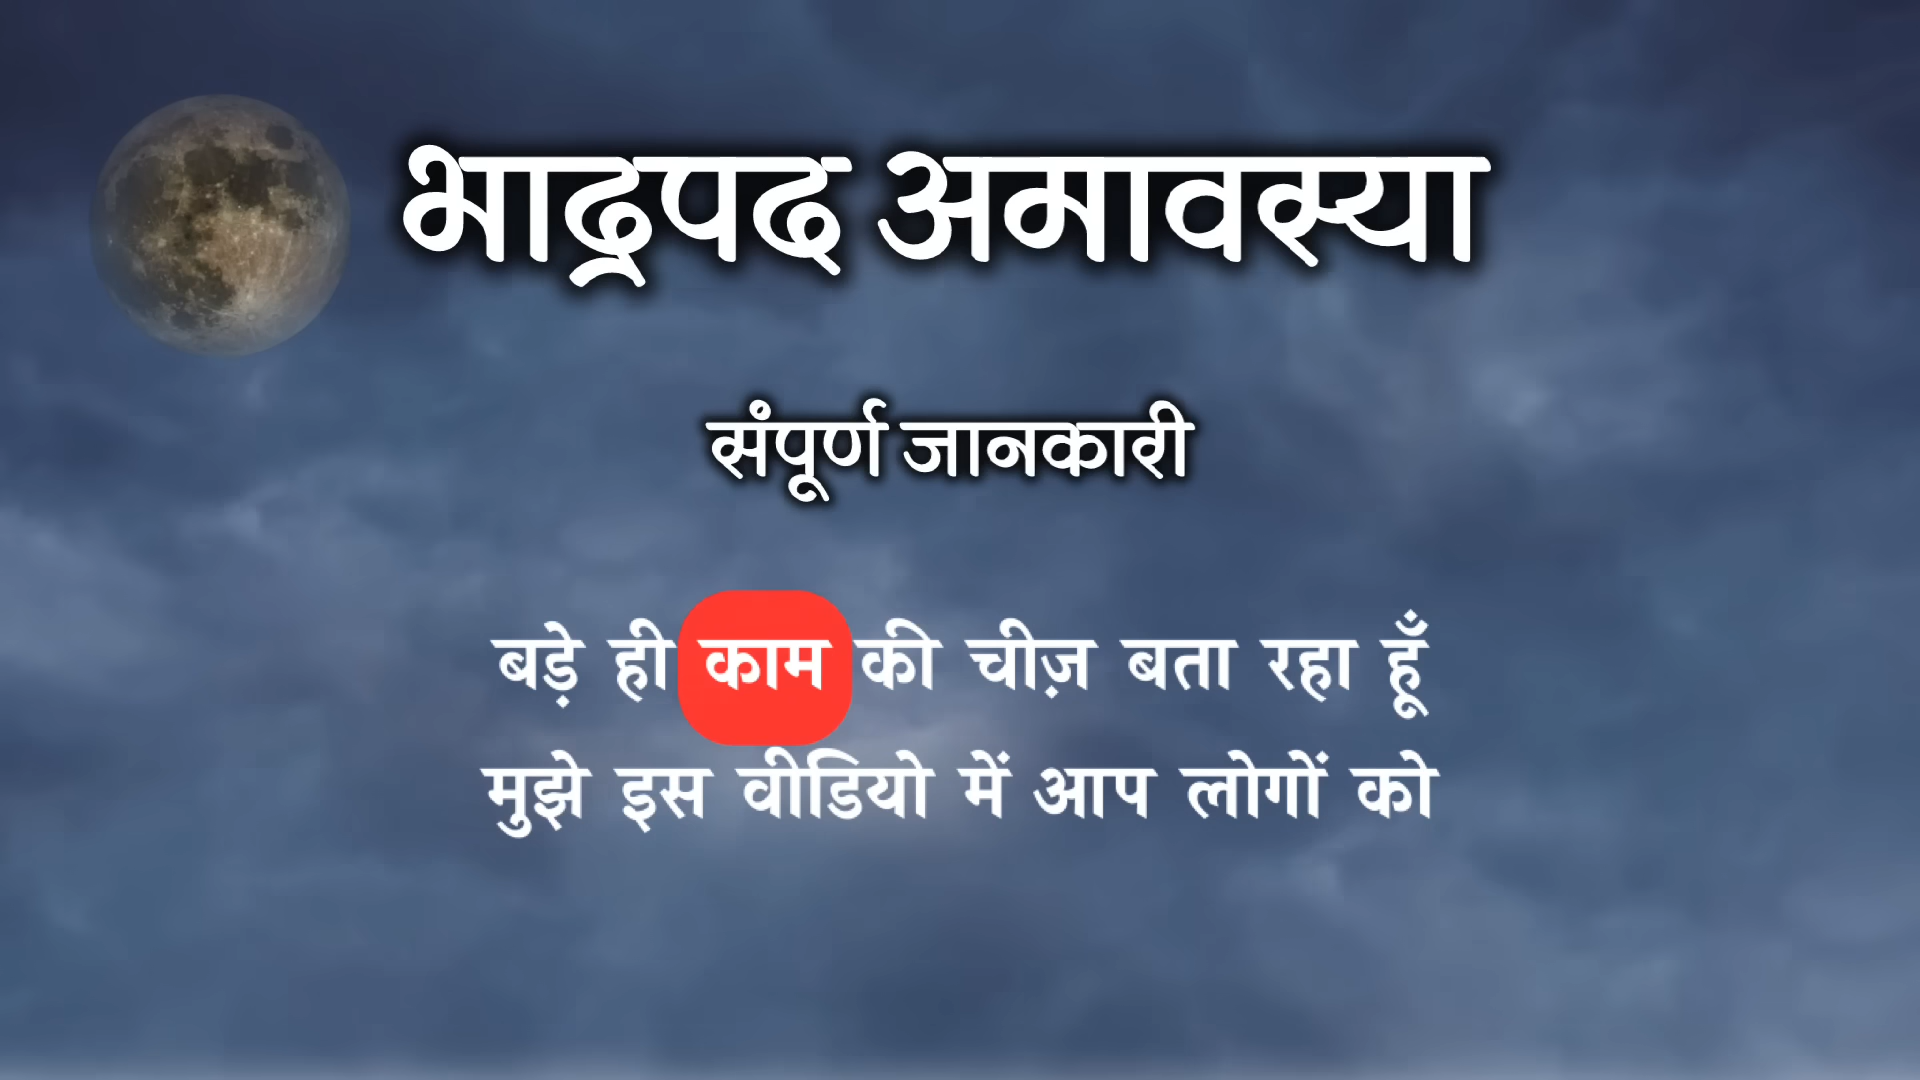 भाद्रपद अमावस्या
संपूर्ण जानकारी
बड़े ही काम की चीज़ बता रहा हूँ
मुझे इस वीडियो में आप लोगों को